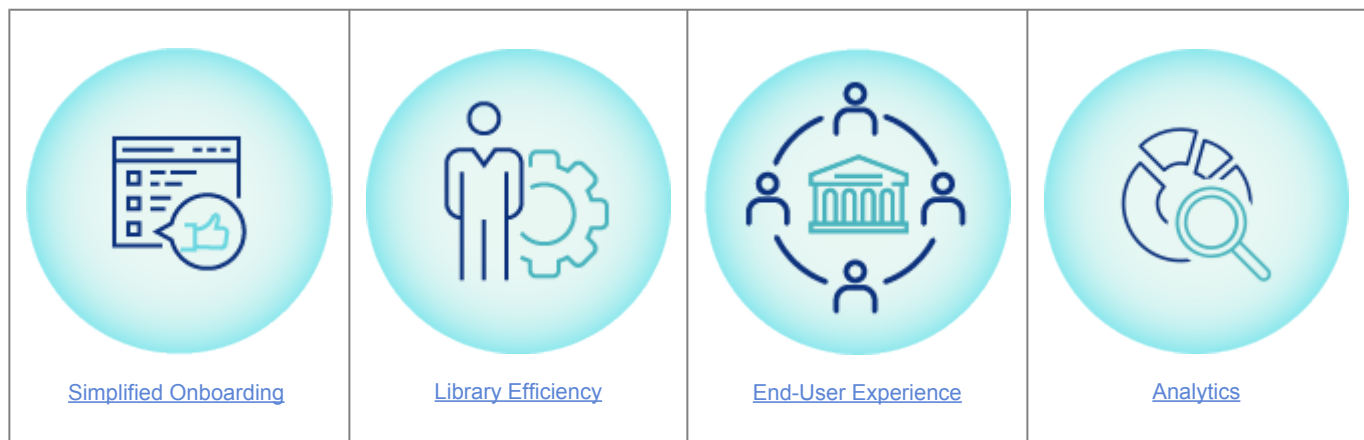 Simplified Onboarding
Library Efficiency
End-User Experience
Analytics